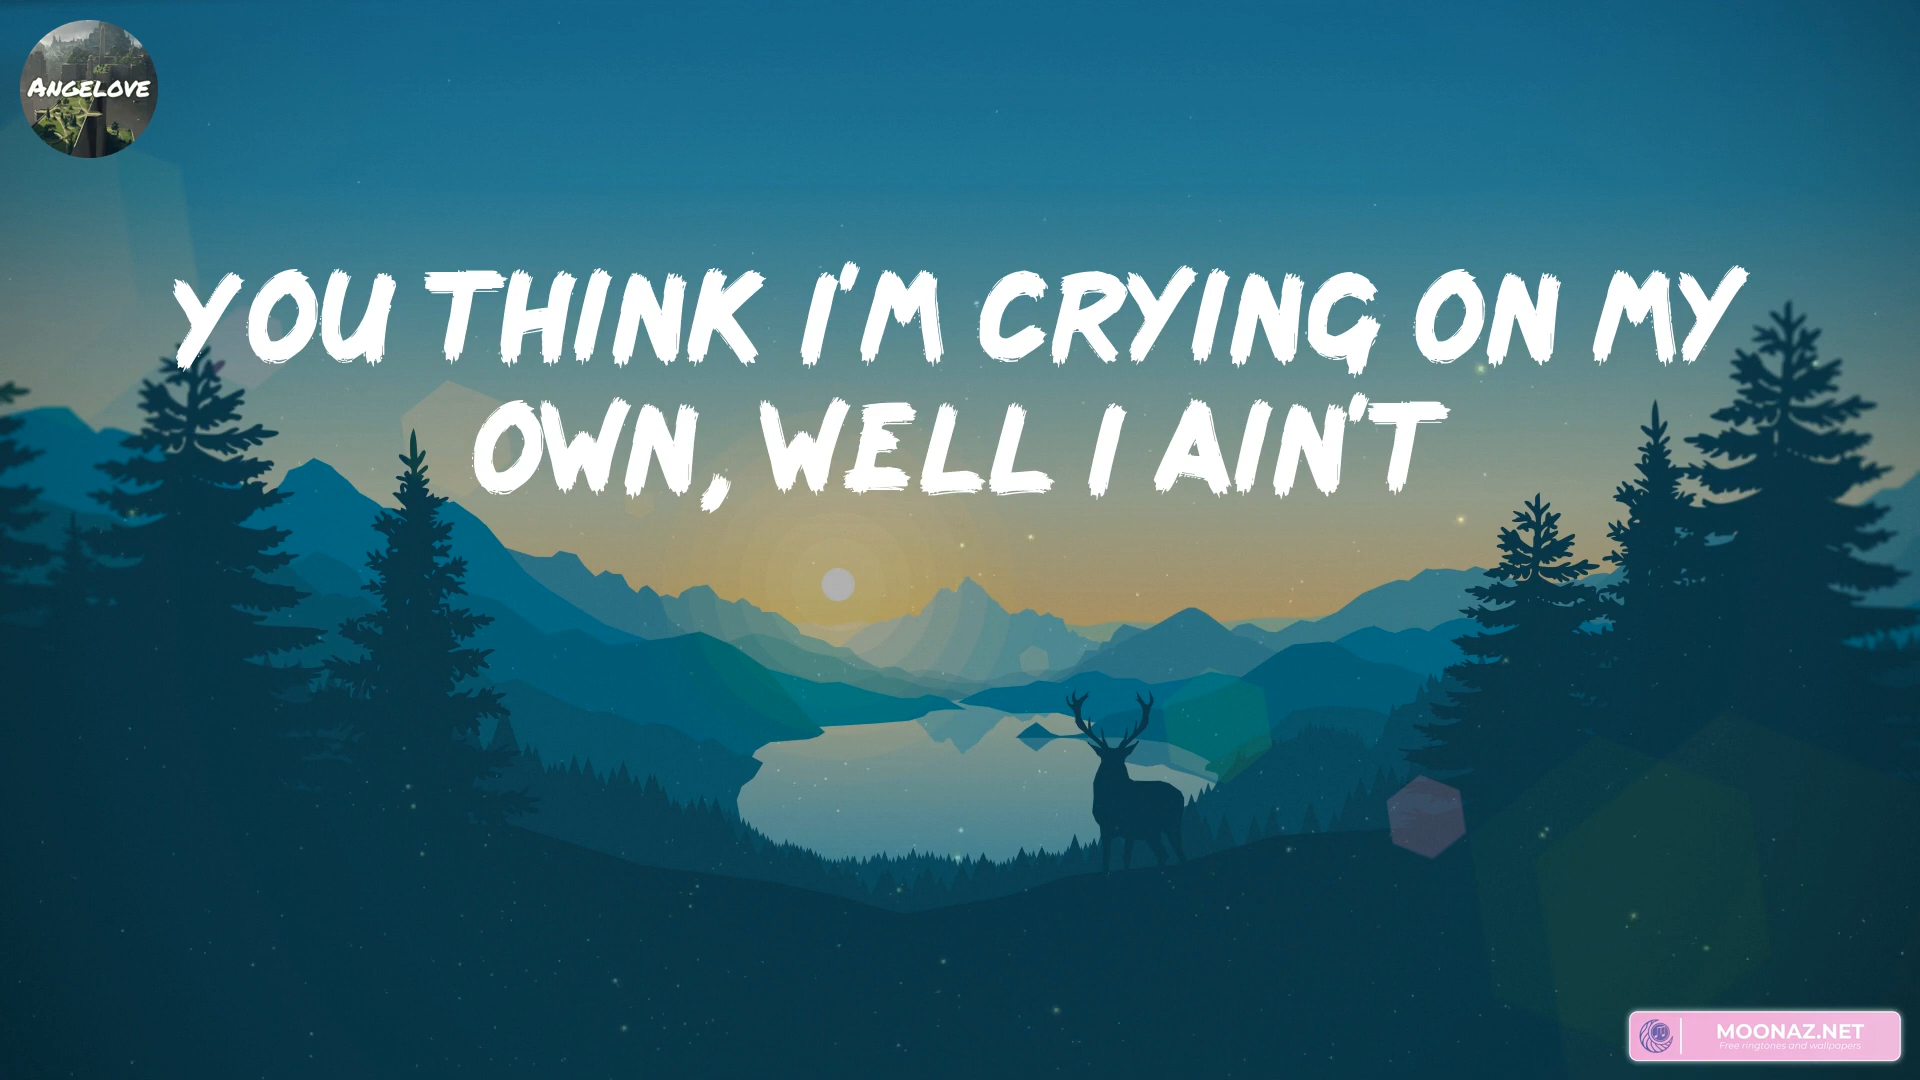 Angelove
YOU THINK I'M CRYING ON MY
OWN, WELL I AIN'T
MOONAZ.NET
Free ringtones and wallpapers